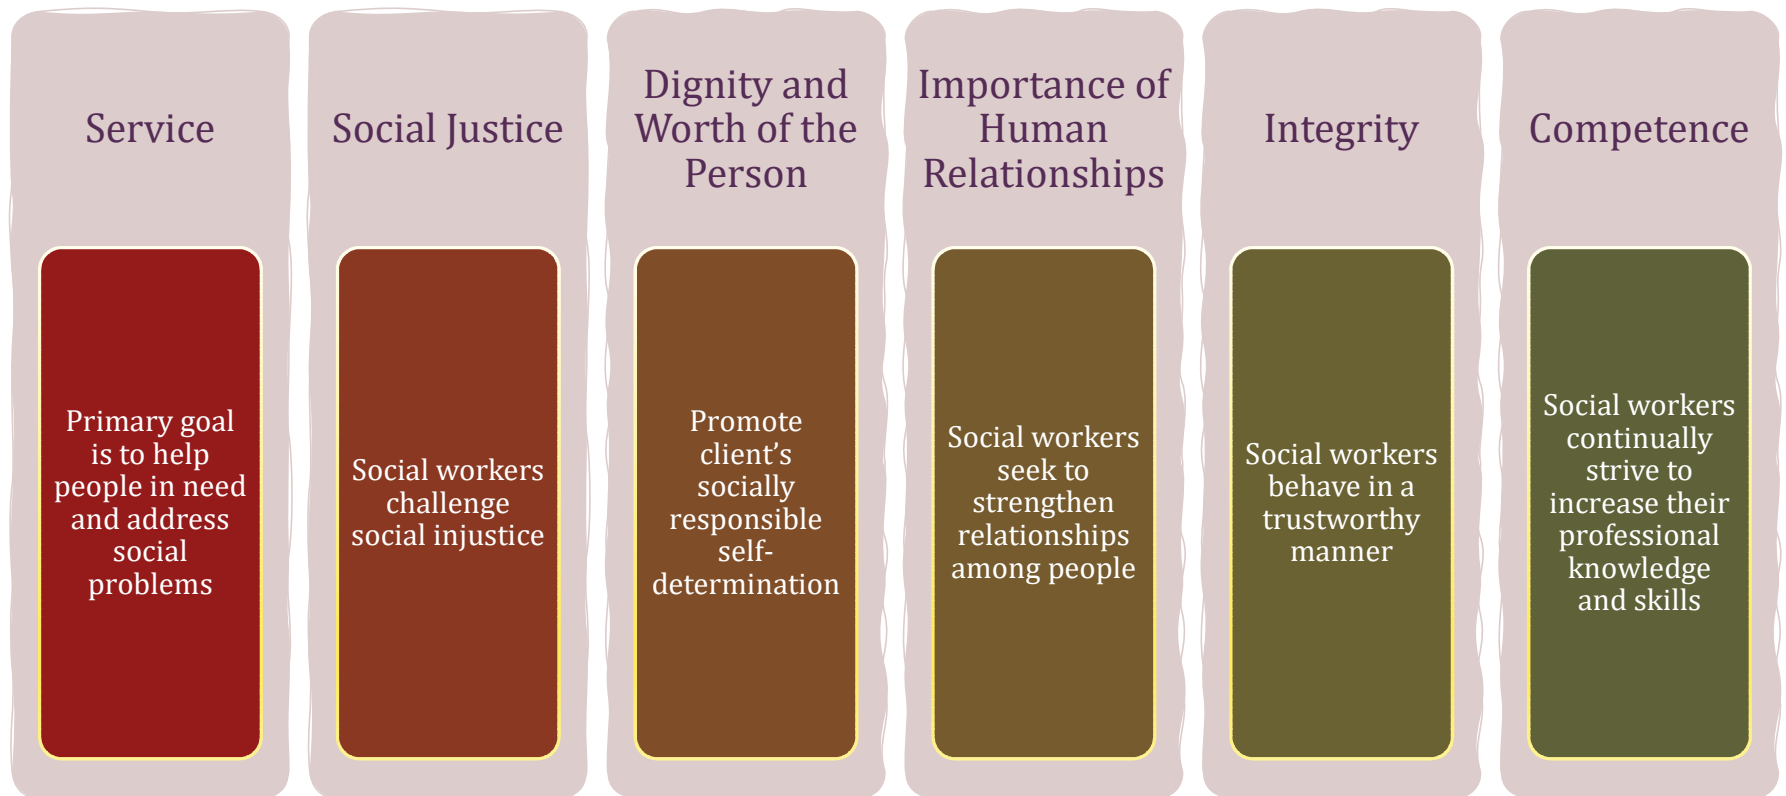 Service
Primary goal
is to help
people in need
and address
social
problems
Social Justice
Social workers
challenge
social injustice
Dignity and
Worth of the
Person
Promote
client’s
socially
responsible
self-
determination
Importance of
Human
Relationships
Social workers
seek to
strengthen
relationships
among people
Integrity
Social workers
behave in a
trustworthy
manner
Competence
Social workers
continually
strive to
increase their
professional
knowledge
and skills